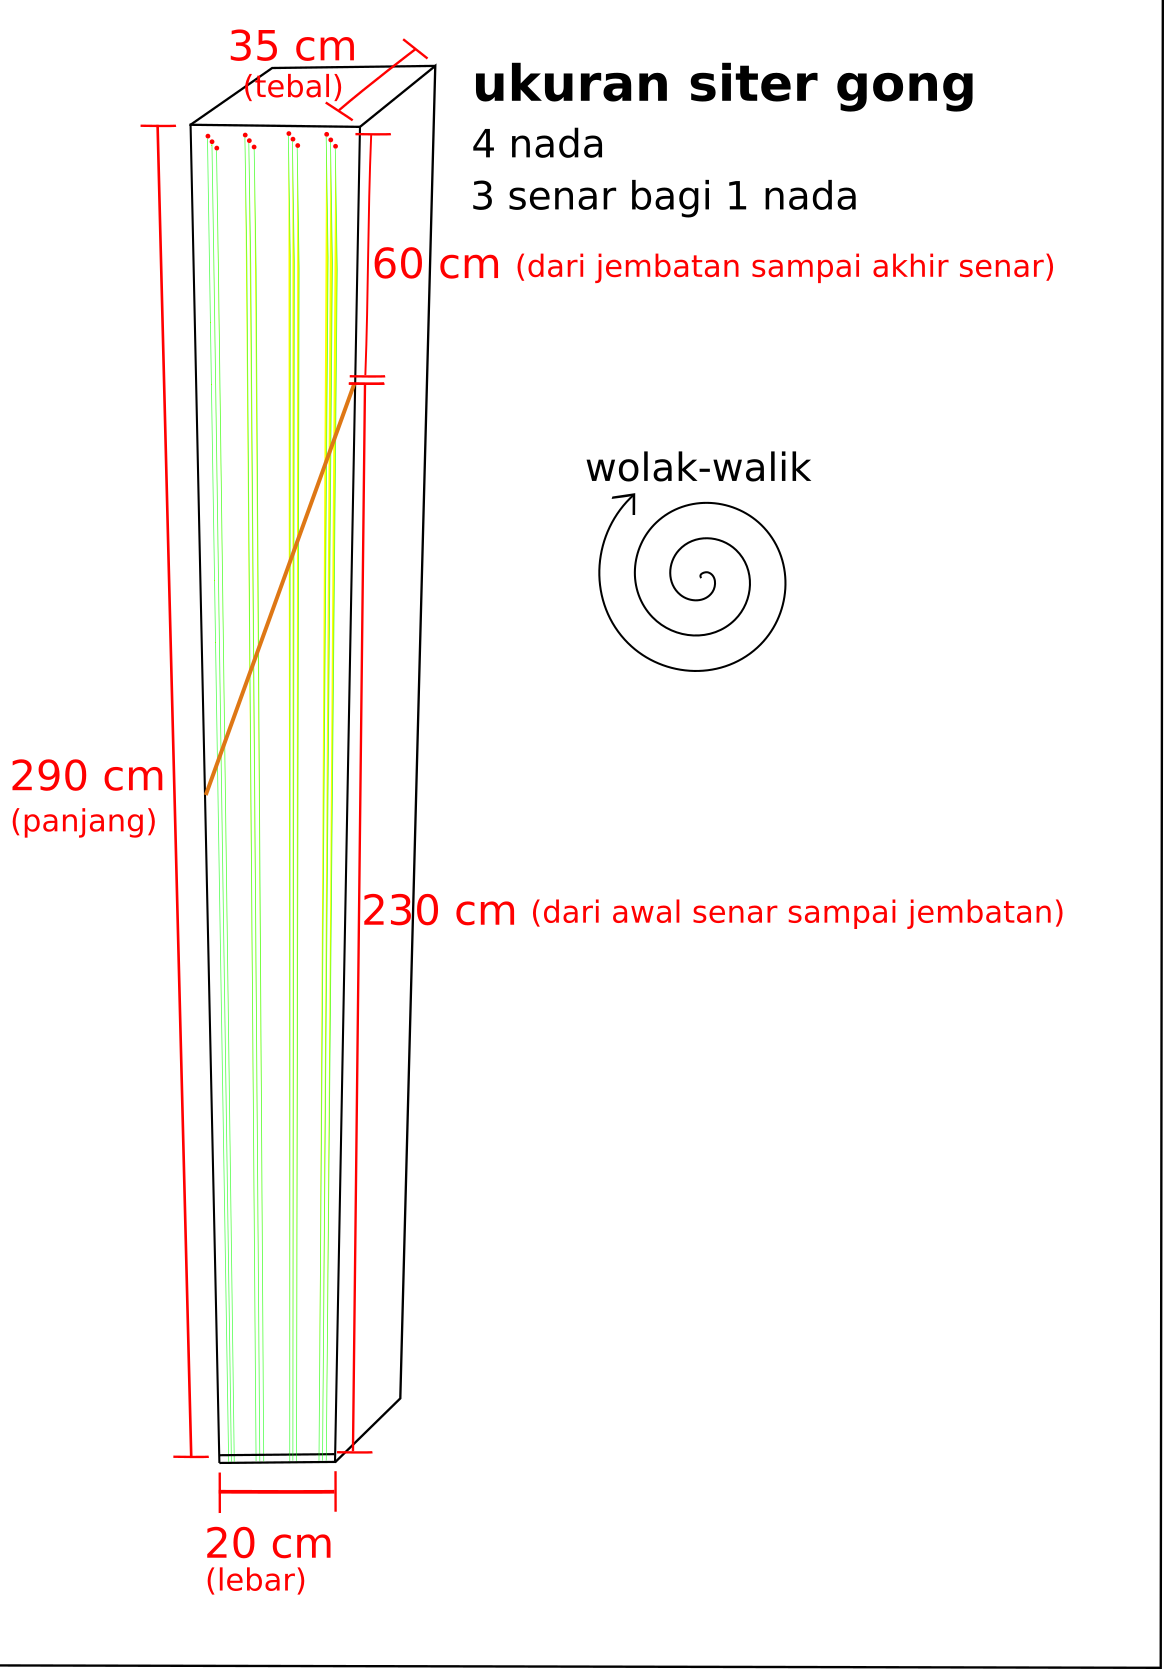 35 cm
(tebal)
ukuran siter gong
4 nada
3 senar bagi 1 nada
60 cm (dari jembatan sampai akhir senar)
wolak-walik
290 cm
(panjang)
230 cm (dari awal senar sampai jembatan)
20 cm
(lebar)